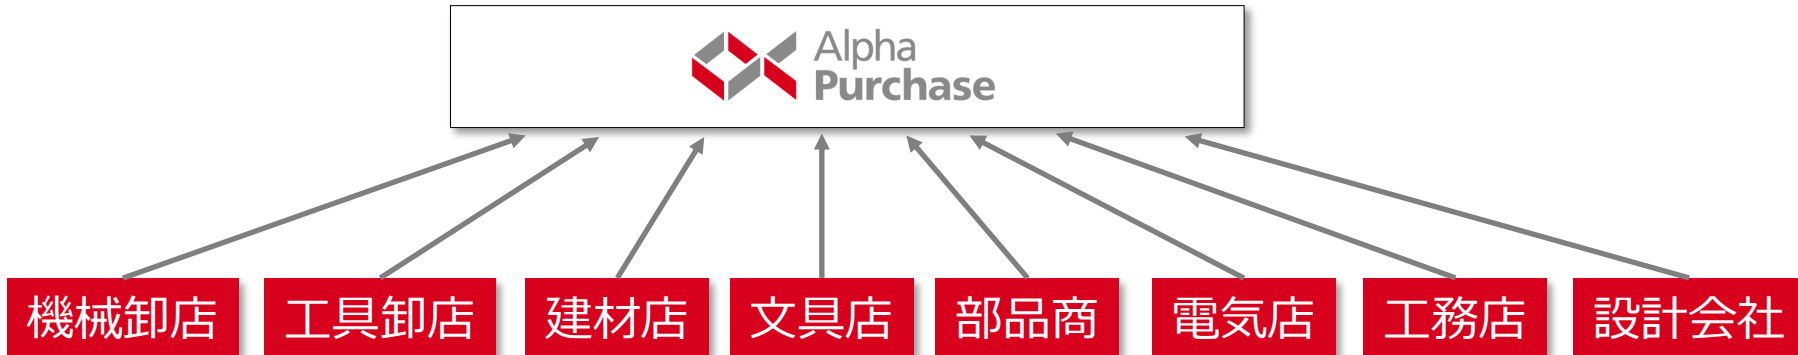 Alpha
Purchase
機械卸店
工具卸店
建材店
文具店
部品商
電気店
工務店
設計会社